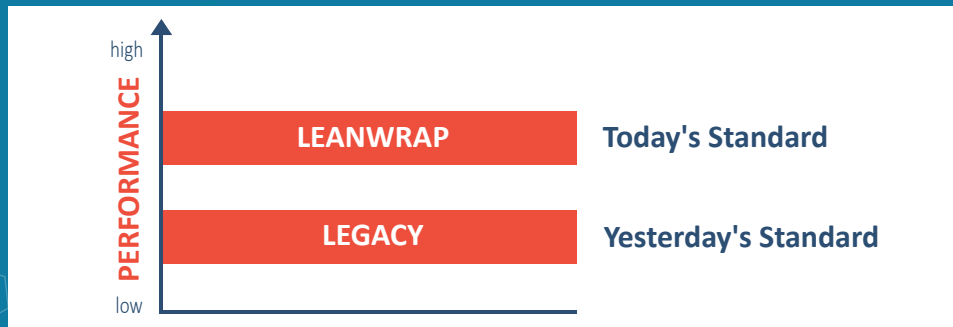 high
PERFORMANCE
LEANWRAP
Today's Standard
LEGACY
Yesterday's Standard
low